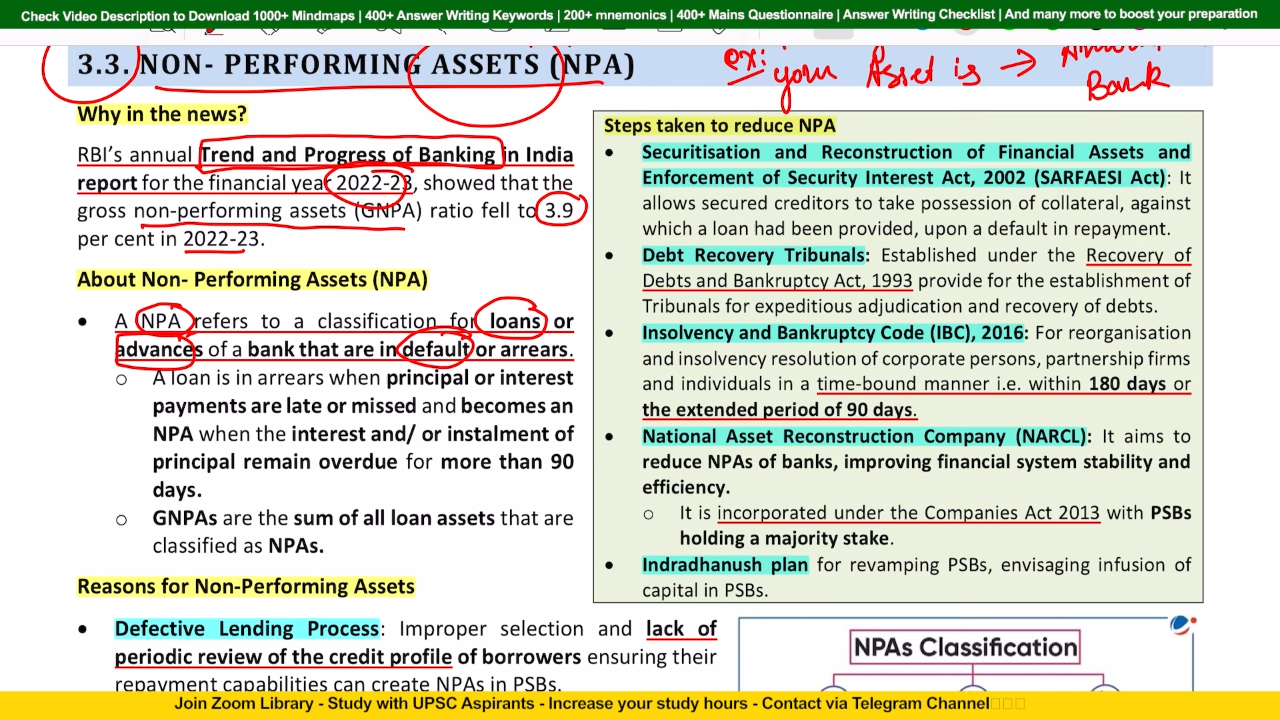 Check Video Description to Download 1000+ Mindmaps | 400+ Answer Writing Keywords | 200+ mnemonics | 400+ Mains Questionnaire | Answer Writing Checklist | And many more to boost your preparation
3.3. NON- PERFORMING ASSETS (NPA)
ex:
your Asset is →
Bank
Why in the news?
RBI's annual Trend and Progress of Banking in India
report for the financial year 2022-23, showed that the
gross non-performing assets (GNPA) ratio fell to 3.9
per cent in 2022-23.
About Non- Performing Assets (NPA)
• A NPA refers to a classification for loans or
advances of a bank that are in default or arrears.
o A loan is in arrears when principal or interest
payments are late or missed and becomes an
NPA when the interest and/ or instalment of
principal remain overdue for more than 90
days.
o GNPAs are the sum of all loan assets that are
classified as NPAs.
Reasons for Non-Performing Assets
• Defective Lending Process: Improper selection and lack of
periodic review of the credit profile of borrowers ensuring their
repayment capabilities can create NPAs in PSBs.
Steps taken to reduce NPA
• Securitisation and Reconstruction of Financial Assets and
Enforcement of Security Interest Act, 2002 (SARFAESI Act): It
allows secured creditors to take possession of collateral, against
which a loan had been provided, upon a default in repayment.
• Debt Recovery Tribunals: Established under the Recovery of
Debts and Bankruptcy Act, 1993 provide for the establishment of
Tribunals for expeditious adjudication and recovery of debts.
• Insolvency and Bankruptcy Code (IBC), 2016: For reorganisation
and insolvency resolution of corporate persons, partnership firms
and individuals in a time-bound manner i.e. within 180 days or
the extended period of 90 days.
• National Asset Reconstruction Company (NARCL): It aims to
reduce NPAs of banks, improving financial system stability and
efficiency.
o It is incorporated under the Companies Act 2013 with PSBs
holding a majority stake.
• Indradhanush plan for revamping PSBs, envisaging infusion of
capital in PSBs.
NPAs Classification
Join Zoom Library - Study with UPSC Aspirants - Increase your study hours - Contact via Telegram Channel